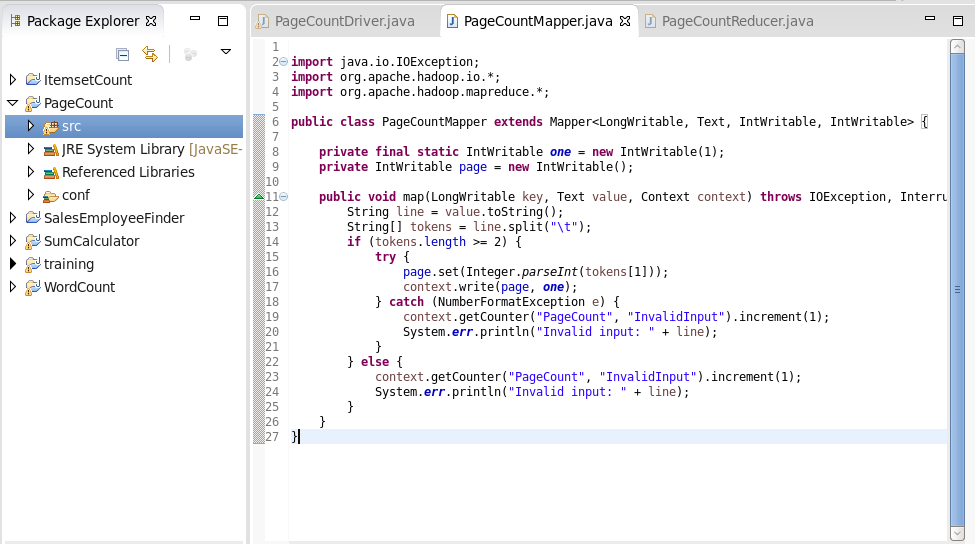 Package Explorer
ItemsetCount
PageCount
src
JRE System Library [JavaSE-
Referenced Libraries
conf
SalesEmployeeFinder
SumCalculator
training
WordCount
PageCountDriver.java
PageCountMapper.java
PageCountReducer.java
1
2 import java.io.IOException;
3 import org.apache.hadoop.io.*;
4 import org.apache.hadoop.mapreduce.*;
5
6 public class PageCountMapper extends Mapper<LongWritable, Text, IntWritable, IntWritable> {
7
8     private final static IntWritable one = new IntWritable(1);
9     private IntWritable page = new IntWritable();
10
11     public void map(LongWritable key, Text value, Context context) throws IOException, Interru
12         String line = value.toString();
13         String[] tokens = line.split("\t");
14         if (tokens.length >= 2) {
15             try {
16                 page.set(Integer.parseInt(tokens[1]));
17                 context.write(page, one);
18             } catch (NumberFormatException e) {
19                 context.getCounter("PageCount", "InvalidInput").increment(1);
20                 System.err.println("Invalid input: " + line);
21             }
22         } else {
23             context.getCounter("PageCount", "InvalidInput").increment(1);
24             System.err.println("Invalid input: " + line);
25         }
26     }
27 }